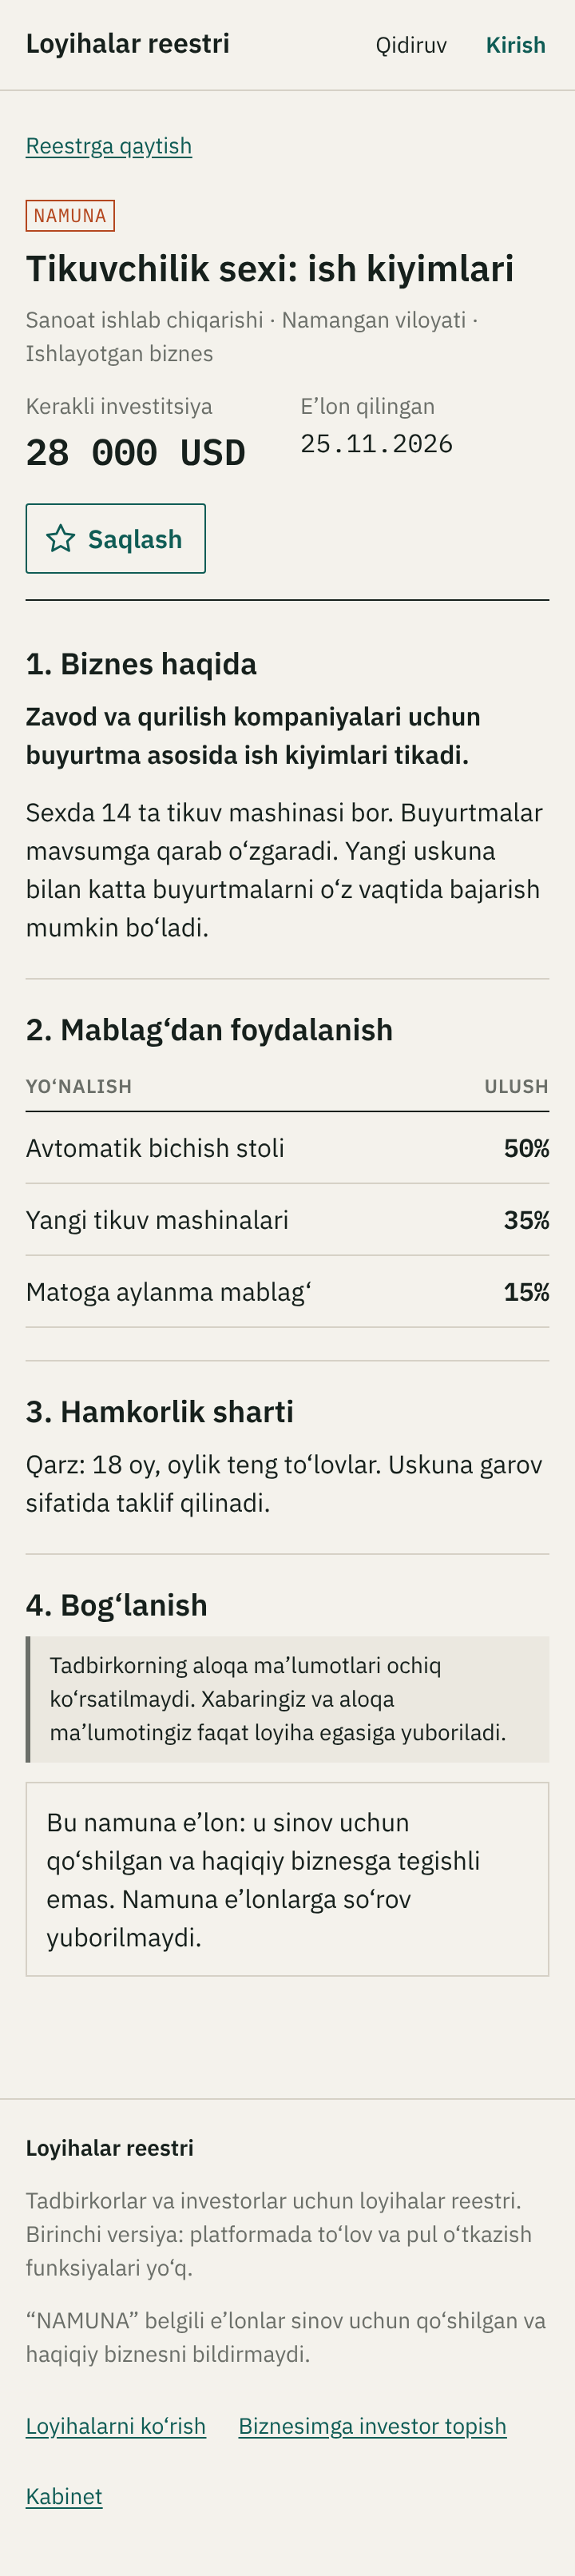 Loyihalar reestri
Qidiruv
Kirish
Reestrga qaytish
NAMUNA
Tikuvchilik sexi: ish kiyimlari
Sanoat ishlab chiqarishi · Namangan viloyati ·
Ishlayotgan biznes
Kerakli investitsiya
28 000 USD
E’lon qilingan
25.11.2026
Saqlash
1. Biznes haqida
Zavod va qurilish kompaniyalari uchun
buyurtma asosida ish kiyimlari tikadi.
Sexda 14 ta tikuv mashinasi bor. Buyurtmalar
mavsumga qarab o‘zgaradi. Yangi uskuna
bilan katta buyurtmalarni o‘z vaqtida bajarish
mumkin bo‘ladi.
2. Mablag‘dan foydalanish
YO‘NALISH ULUSH
Avtomatik bichish stoli 50%
Yangi tikuv mashinalari 35%
Matoga aylanma mablag‘ 15%
3. Hamkorlik sharti
Qarz: 18 oy, oylik teng to‘lovlar. Uskuna garov
sifatida taklif qilinadi.
4. Bog‘lanish
Tadbirkorning aloqa ma’lumotlari ochiq
ko‘rsatilmaydi. Xabaringiz va aloqa
ma’lumotingiz faqat loyiha egasiga yuboriladi.
Bu namuna e’lon: u sinov uchun
qo‘shilgan va haqiqiy biznesga tegishli
emas. Namuna e’lonlarga so‘rov
yuborilmaydi.
Loyihalar reestri
Tadbirkorlar va investorlar uchun loyihalar reestri.
Birinchi versiya: platformada to‘lov va pul o‘tkazish
funksiyalari yo‘q.
“NAMUNA” belgili e’lonlar sinov uchun qo‘shilgan va
haqiqiy biznesni bildirmaydi.
Loyihalarni ko‘rish
Biznesimga investor topish
Kabinet